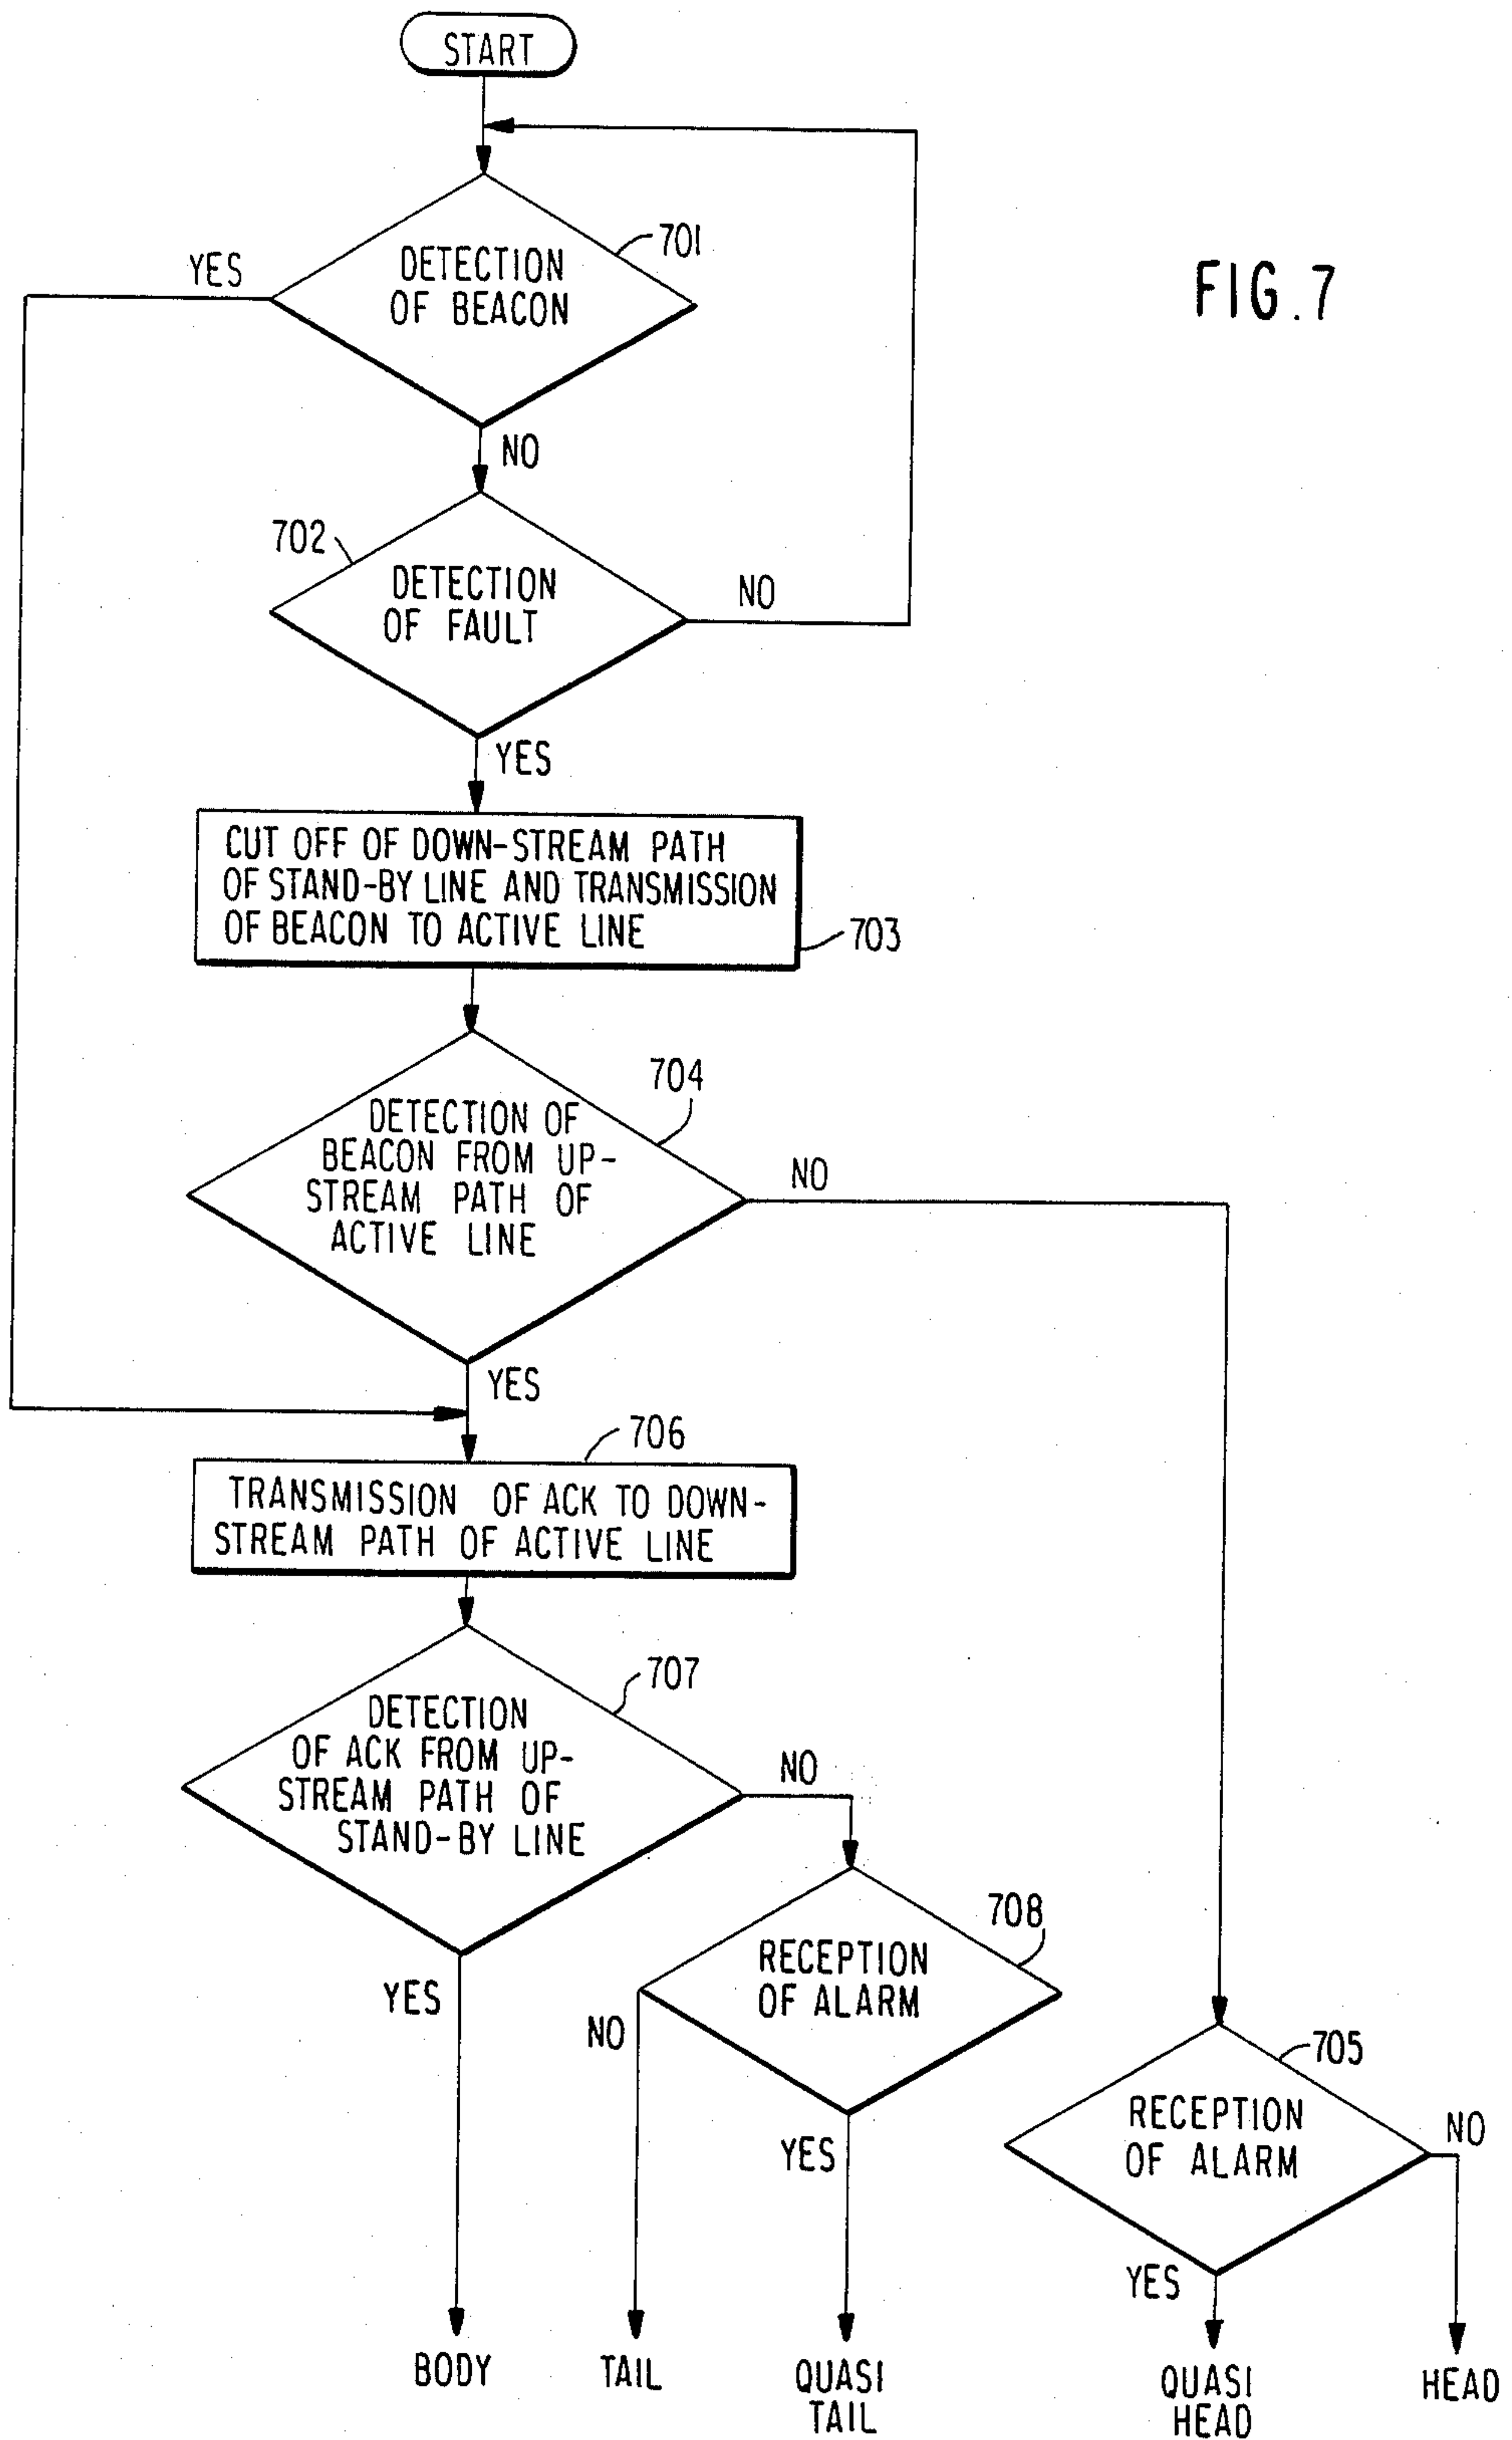 START
701
DETECTION
OF BEACON
YES
FIG.7
NO
702
DETECTION
OF FAULT
NO
YES
CUT OFF OF DOWN-STREAM PATH
OF STAND-BY LINE AND TRANSMISSION
OF BEACON TO ACTIVE LINE
703
704
DETECTION OF
BEACON FROM UP-
STREAM PATH OF
ACTIVE LINE
NO
YES
706
TRANSMISSION OF ACK TO DOWN-
STREAM PATH OF ACTIVE LINE
707
DETECTION
OF ACK FROM UP-
STREAM PATH OF
STAND-BY LINE
NO
YES
708
RECEPTION
OF ALARM
NO
YES
705
RECEPTION
OF ALARM
NO
YES
BODY
TAIL
QUASI
TAIL
QUASI
HEAD
HEAD